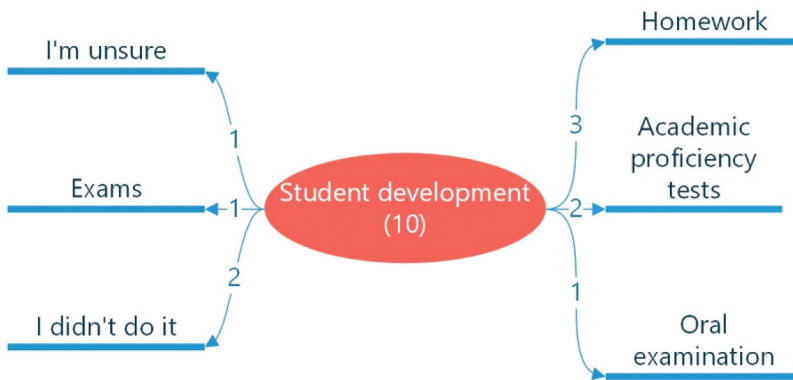 I'm unsure
1
Exams
1
I didn't do it
2
Student development
(10)
Homework
3
Academic
proficiency
tests
2
Oral
examination
1